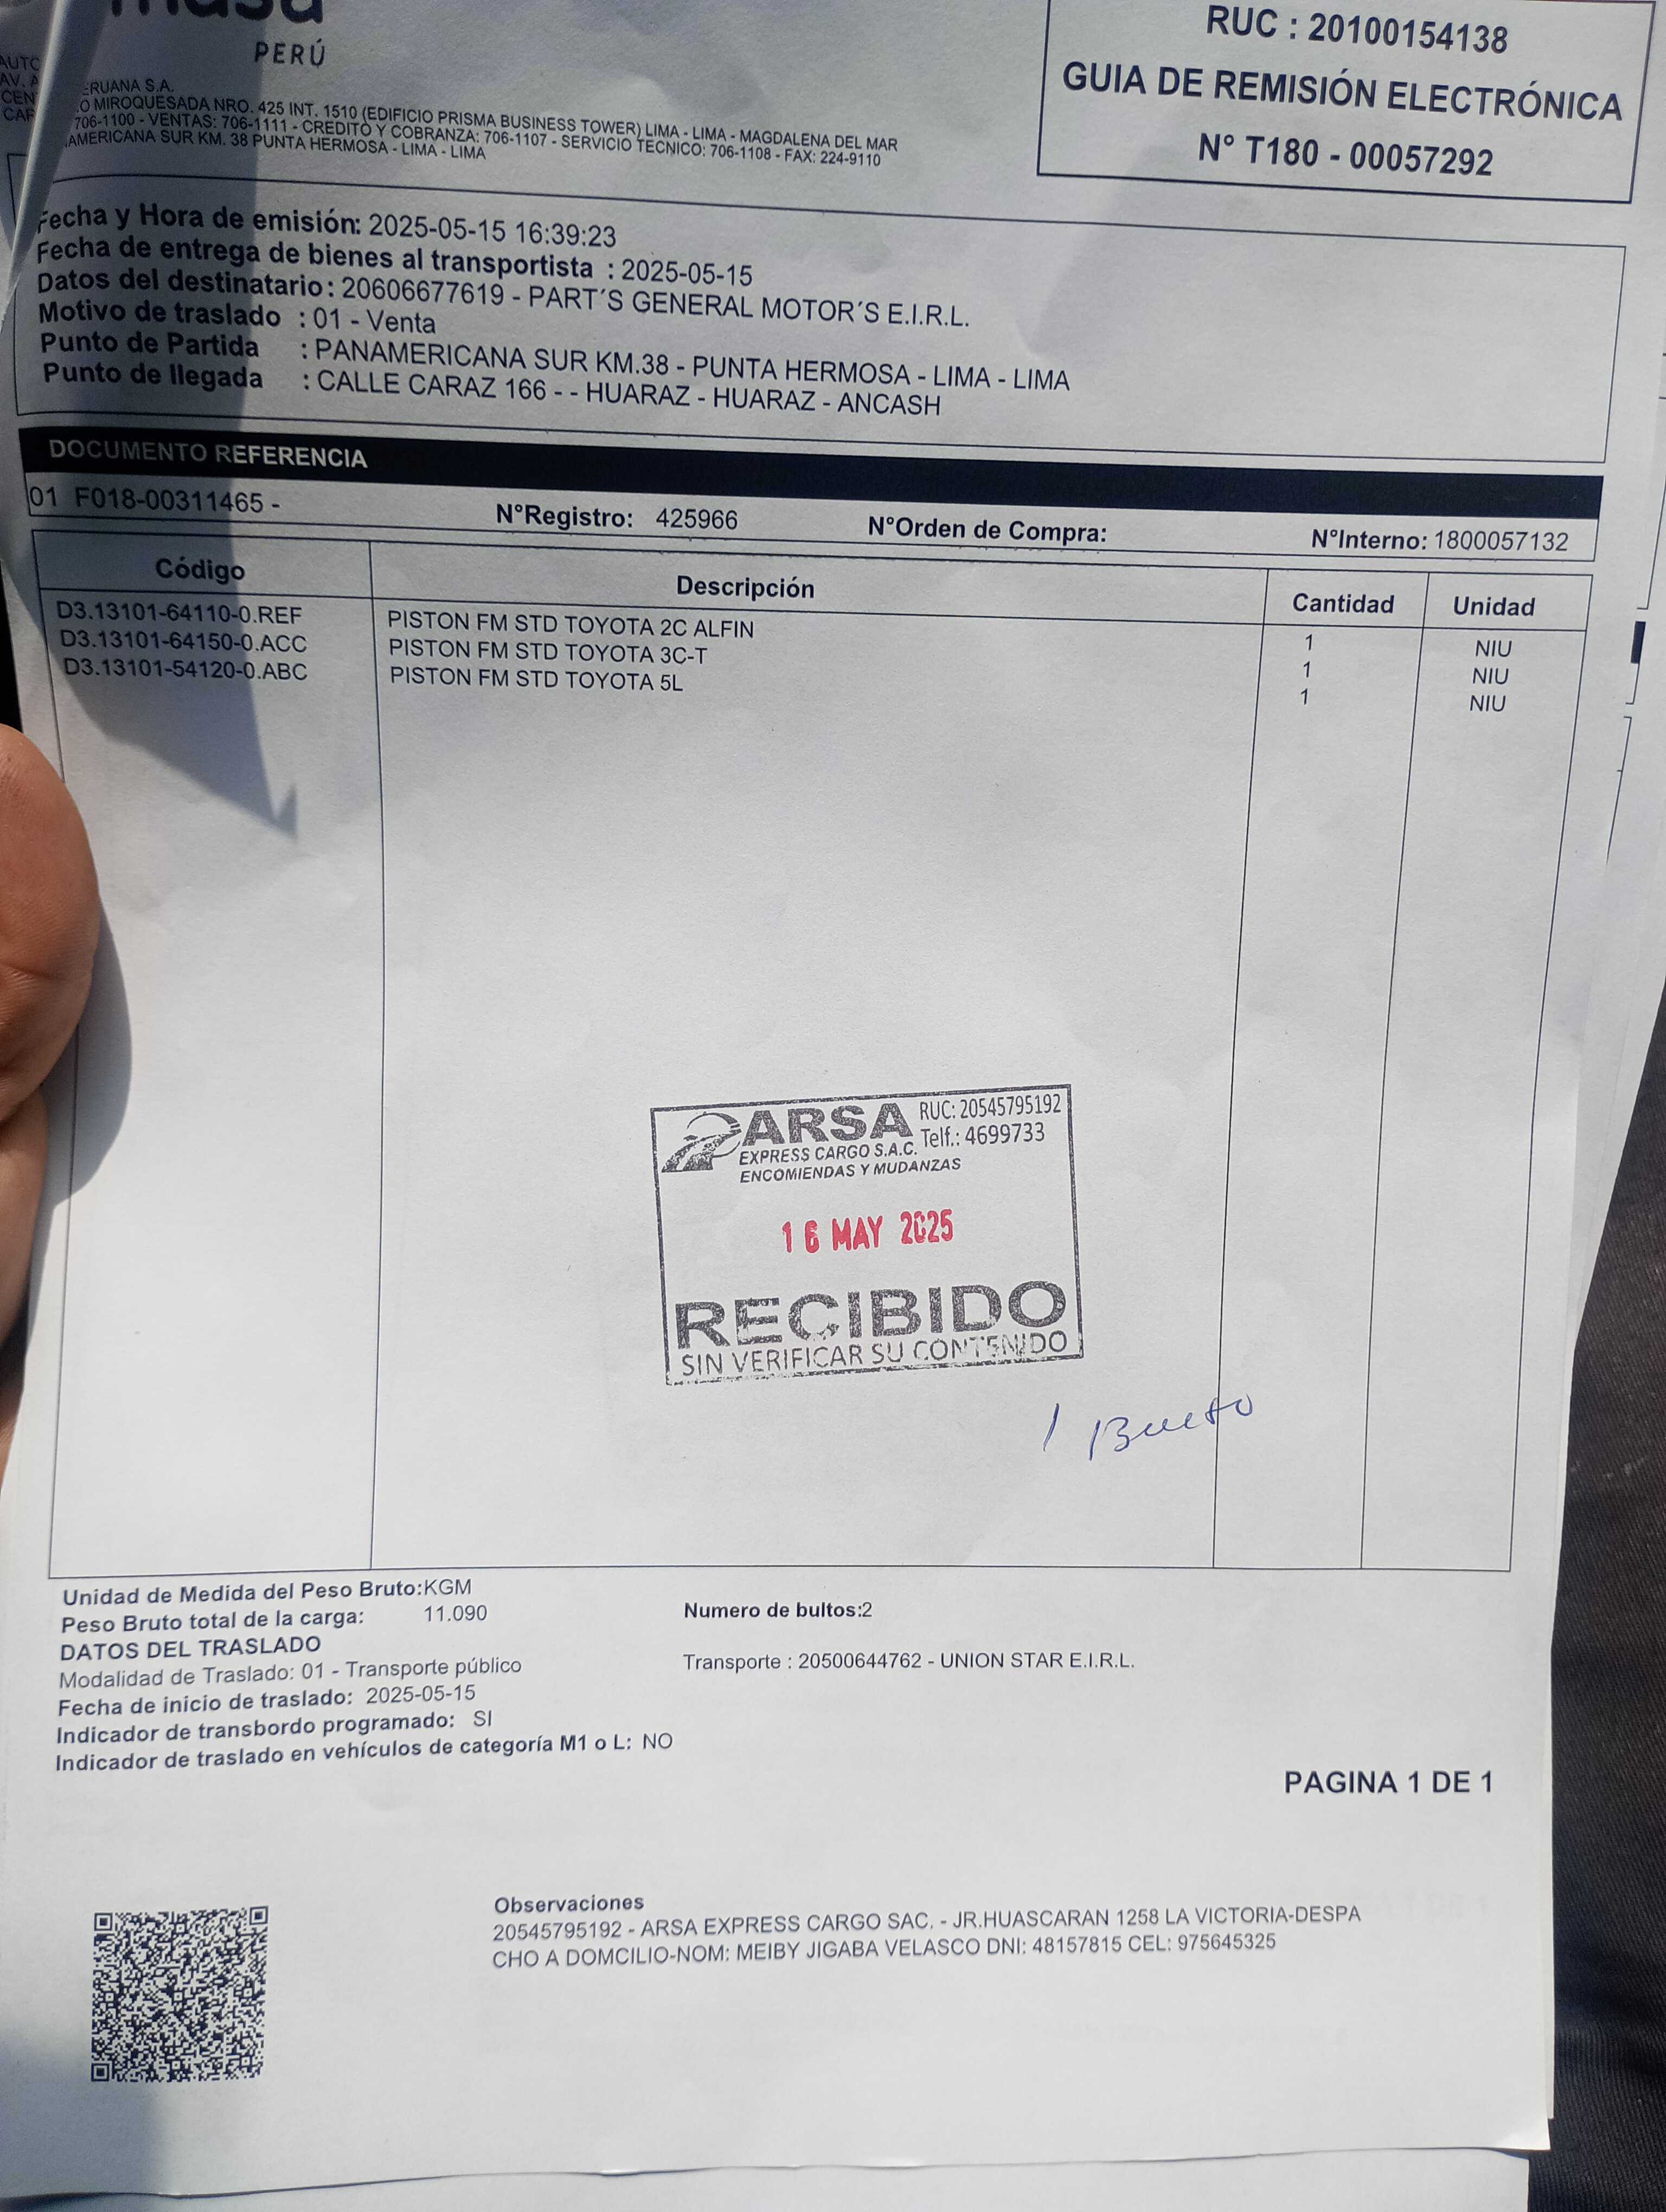 PERÚ
RUC : 20100154138
GUIA DE REMISIÓN ELECTRÓNICA
N° T180 - 00057292
ERUANA S.A.
O MIROQUESADA NRO. 425 INT. 1510 (EDIFICIO PRISMA BUSINESS TOWER) LIMA - LIMA - MAGDALENA DEL MAR
706-1100 - VENTAS: 706-1111 - CREDITO Y COBRANZA: 706-1107 - SERVICIO TECNICO: 706-1108 - FAX: 224-9110
AMERICANA SUR KM. 38 PUNTA HERMOSA - LIMA - LIMA
Fecha y Hora de emisión: 2025-05-15 16:39:23
Fecha de entrega de bienes al transportista : 2025-05-15
Datos del destinatario: 20606677619 - PART´S GENERAL MOTOR´S E.I.R.L.
Motivo de traslado : 01 - Venta
Punto de Partida : PANAMERICANA SUR KM.38 - PUNTA HERMOSA - LIMA - LIMA
Punto de llegada : CALLE CARAZ 166 - - HUARAZ - HUARAZ - ANCASH
DOCUMENTO REFERENCIA
01 F018-00311465 - N°Registro: 425966 N°Orden de Compra: N°Interno: 1800057132
Código Descripción Cantidad Unidad
D3.13101-64110-0.REF PISTON FM STD TOYOTA 2C ALFIN 1 NIU
D3.13101-64150-0.ACC PISTON FM STD TOYOTA 3C-T 1 NIU
D3.13101-54120-0.ABC PISTON FM STD TOYOTA 5L 1 NIU
ARSA RUC: 20545795192
EXPRESS CARGO S.A.C. Telf.: 4699733
ENCOMIENDAS Y MUDANZAS
16 MAY 2025
RECIBIDO
SIN VERIFICAR SU CONTENIDO
1 Bulto
Unidad de Medida del Peso Bruto:KGM
Peso Bruto total de la carga: 11.090 Numero de bultos:2
DATOS DEL TRASLADO
Modalidad de Traslado: 01 - Transporte público Transporte : 20500644762 - UNION STAR E.I.R.L.
Fecha de inicio de traslado: 2025-05-15
Indicador de transbordo programado: SI
Indicador de traslado en vehículos de categoría M1 o L: NO
PAGINA 1 DE 1
Observaciones
20545795192 - ARSA EXPRESS CARGO SAC. - JR.HUASCARAN 1258 LA VICTORIA-DESPA
CHO A DOMCILIO-NOM: MEIBY JIGABA VELASCO DNI: 48157815 CEL: 975645325